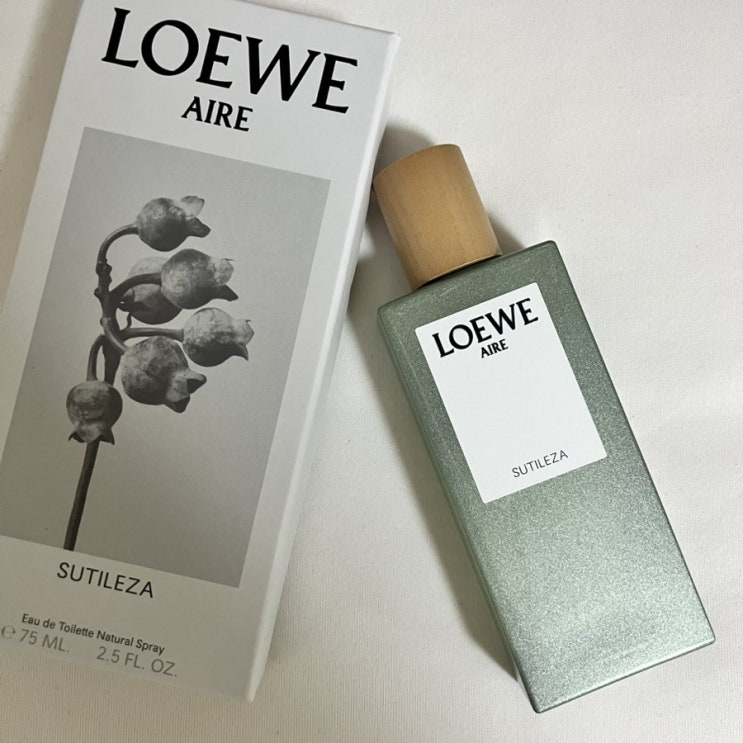 LOEWE
AIRE
SUTILEZA
Eau de Toilette Natural Spray
℮ 75 ML. 2.5 FL. OZ.
LOEWE
AIRE
SUTILEZA